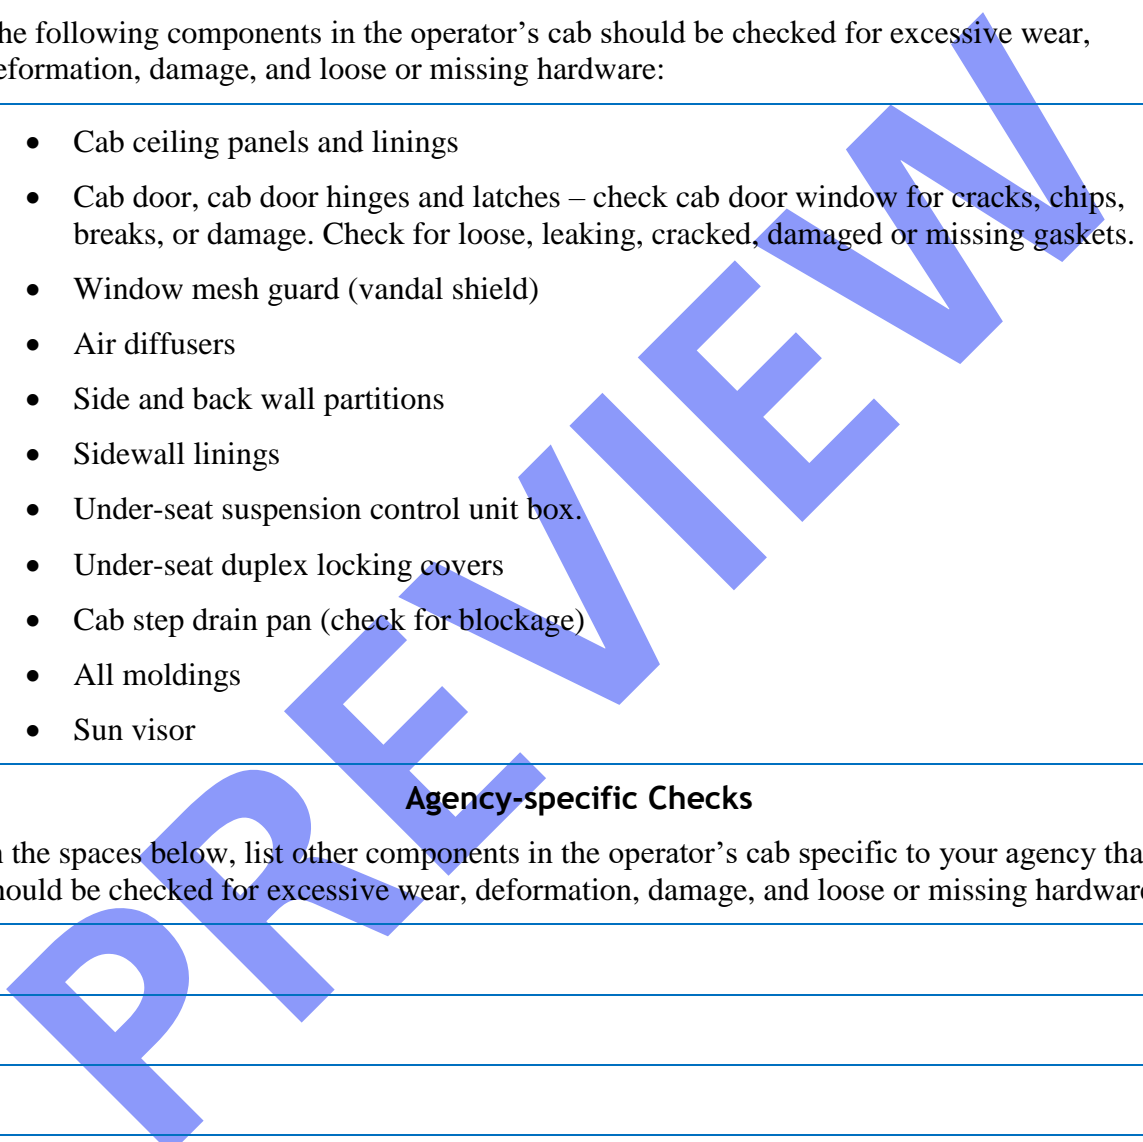 he following components in the operator’s cab should be checked for excessive wear,
eformation, damage, and loose or missing hardware:
• Cab ceiling panels and linings
• Cab door, cab door hinges and latches – check cab door window for cracks, chips,
breaks, or damage. Check for loose, leaking, cracked, damaged or missing gaskets.
• Window mesh guard (vandal shield)
• Air diffusers
• Side and back wall partitions
• Sidewall linings
• Under-seat suspension control unit box.
• Under-seat duplex locking covers
• Cab step drain pan (check for blockage)
• All moldings
• Sun visor
Agency-specific Checks
n the spaces below, list other components in the operator’s cab specific to your agency tha
hould be checked for excessive wear, deformation, damage, and loose or missing hardware
PREVIEW